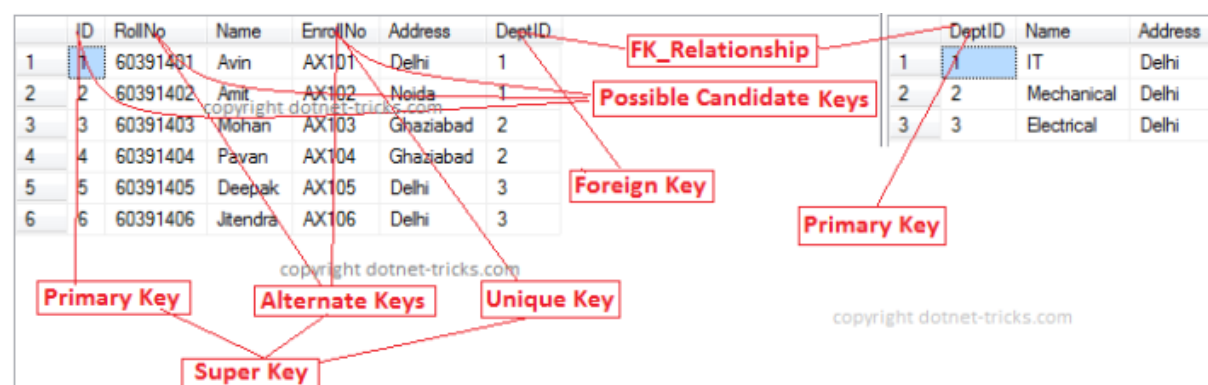 ID RollNo Name EnrollNo Address DeptID
1 1 60391401 Avin AX101 Delhi 1
2 2 60391402 Amit AX102 Noida 1
3 3 60391403 Mohan AX103 Ghaziabad 2
4 4 60391404 Pavan AX104 Ghaziabad 2
5 5 60391405 Deepak AX105 Delhi 3
6 6 60391406 Jitendra AX106 Delhi 3
copyright dotnet-tricks.com
FK_Relationship
Possible Candidate Keys
Foreign Key
DeptID Name Address
1 1 IT Delhi
2 2 Mechanical Delhi
3 3 Electrical Delhi
Primary Key
copyright dotnet-tricks.com
Primary Key
Alternate Keys
Unique Key
Super Key
copyright dotnet-tricks.com